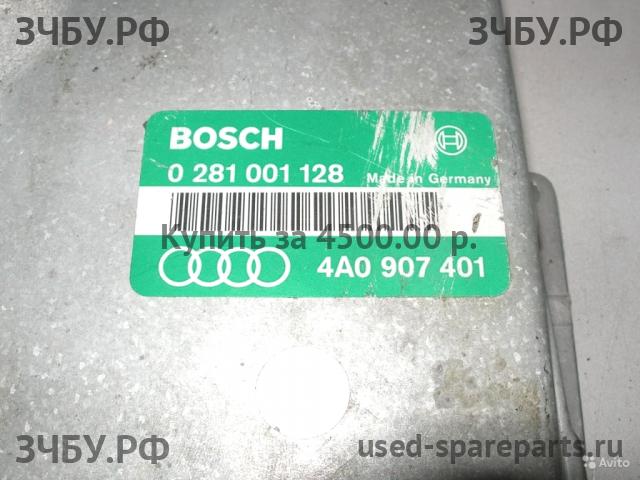 ЗЧБУ.РФ ЗЧБУ.РФ
BOSCH
0 281 001 128 Made in Germany
Купить за 4500.00 р.
4A0 907 401
ЗЧБУ.РФ used-spareparts.ru
Avito